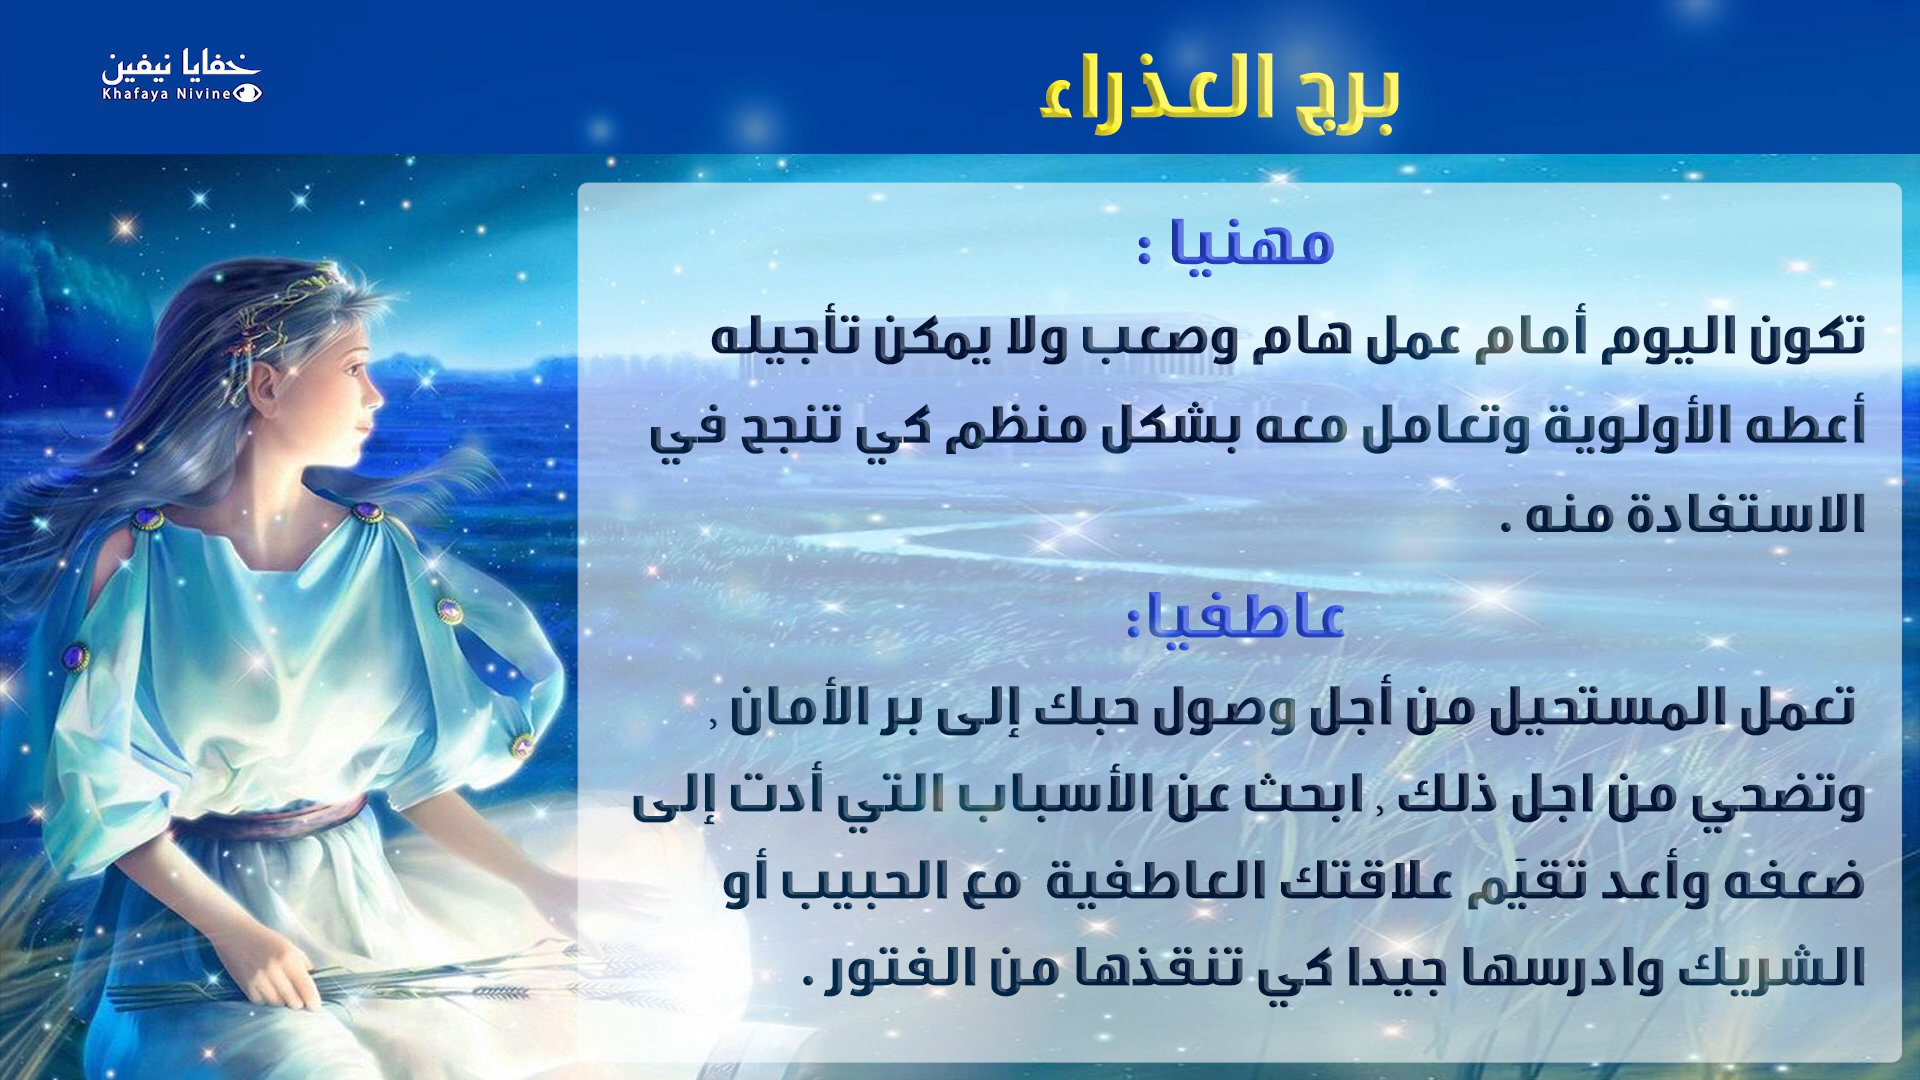 برج العذراء
خفايا نيفين
Khafaya Nivine
مهنيا :
تكون اليوم أمام عمل هام وصعب ولا يمكن تأجيله
أعطه الأولوية وتعامل معه بشكل منظم كي تنجح في
الاستفادة منه .
عاطفيا:
تعمل المستحيل من أجل وصول حبك إلى بر الأمان ,
وتضحي من اجل ذلك , ابحث عن الأسباب التي أدت إلى
ضعفه وأعد تقيَم علاقتك العاطفية مع الحبيب أو
الشريك وادرسها جيدا كي تنقذها من الفتور .